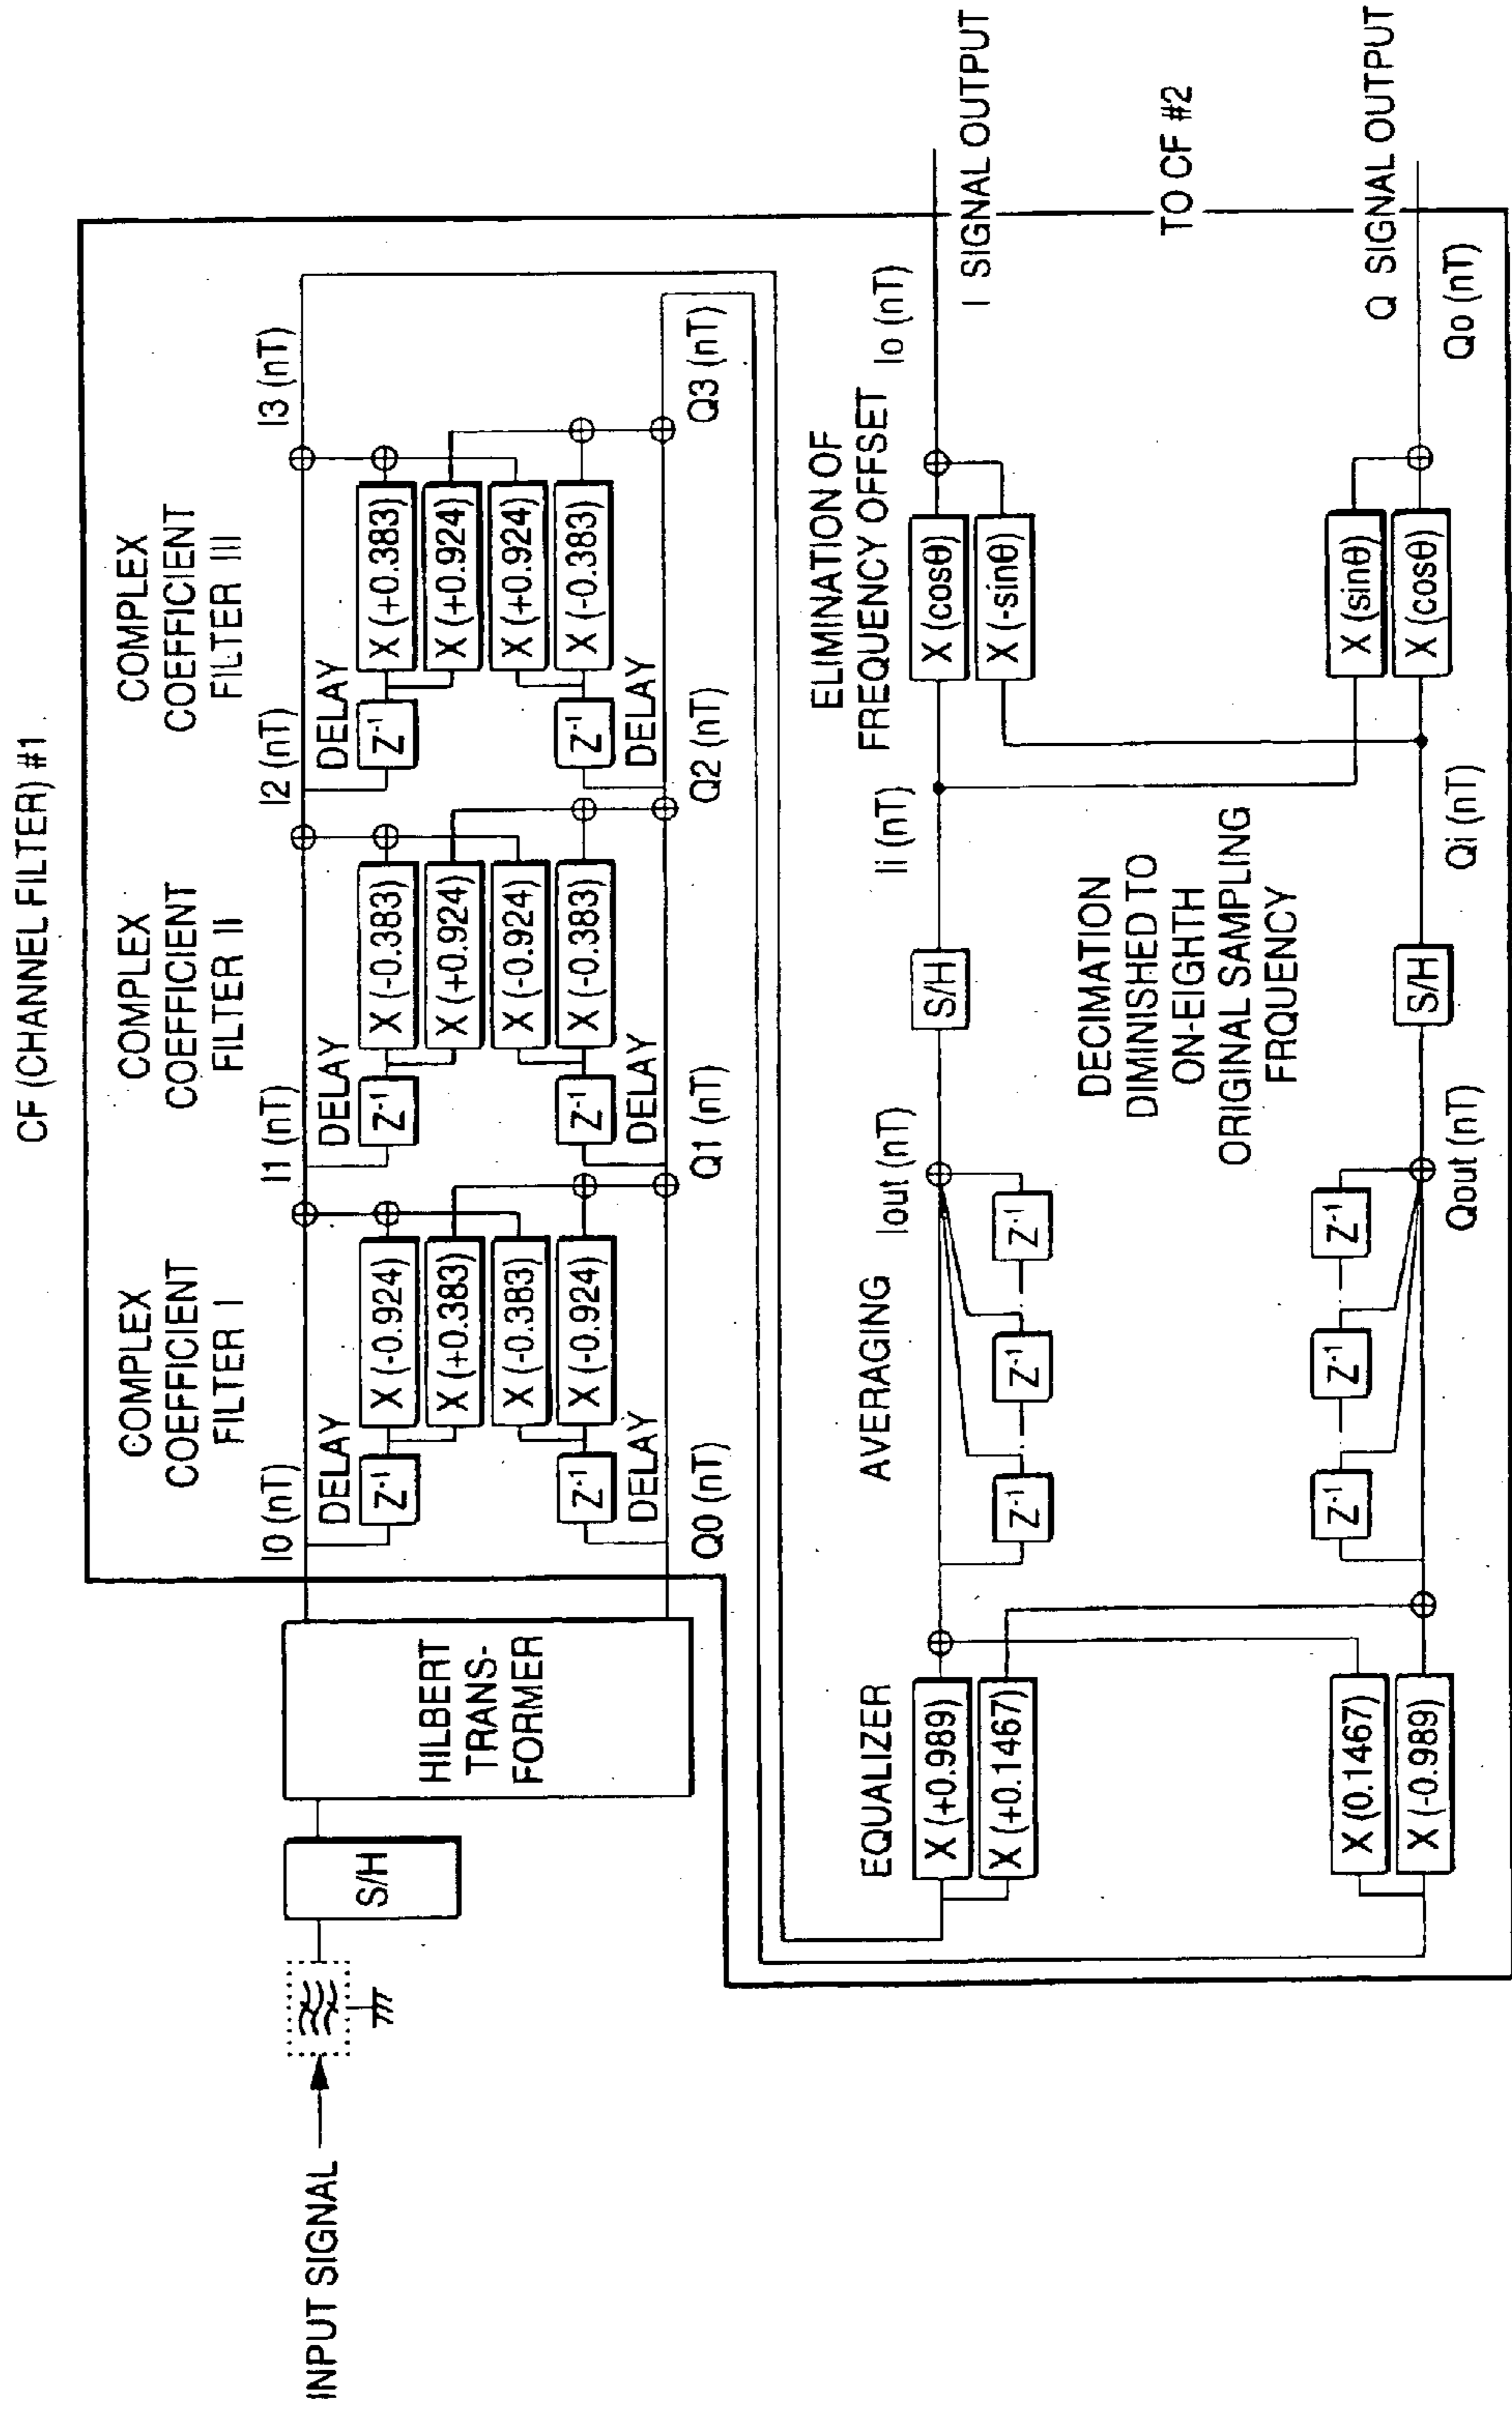 CF (CHANNEL FILTER) #1
COMPLEX
COEFFICIENT
FILTER I
COMPLEX
COEFFICIENT
FILTER II
COMPLEX
COEFFICIENT
FILTER III
I0 (nT)
I1 (nT)
I2 (nT)
I3 (nT)
DELAY
Z-1
X (-0.924)
X (+0.383)
X (-0.383)
X (-0.924)
Z-1
DELAY
DELAY
Z-1
X (-0.383)
X (+0.924)
X (-0.924)
X (-0.383)
Z-1
DELAY
DELAY
Z-1
X (+0.383)
X (+0.924)
X (+0.924)
X (-0.383)
Z-1
DELAY
Q0 (nT)
Q1 (nT)
Q2 (nT)
Q3 (nT)
INPUT SIGNAL
S/H
HILBERT
TRANS-
FORMER
EQUALIZER
X (+0.989)
X (+0.1467)
X (0.1467)
X (-0.989)
AVERAGING
Z-1
Z-1
Z-1
Z-1
Z-1
Z-1
Iout (nT)
Qout (nT)
S/H
DECIMATION
DIMINISHED TO
ON-EIGHTH
ORIGINAL SAMPLING
FRQUENCY
S/H
Ii (nT)
Qi (nT)
ELIMINATION OF
FREQUENCY OFFSET
X (cosθ)
X (-sinθ)
X (sinθ)
X (cosθ)
Io (nT)
I SIGNAL OUTPUT
TO CF #2
Q SIGNAL OUTPUT
Qo (nT)